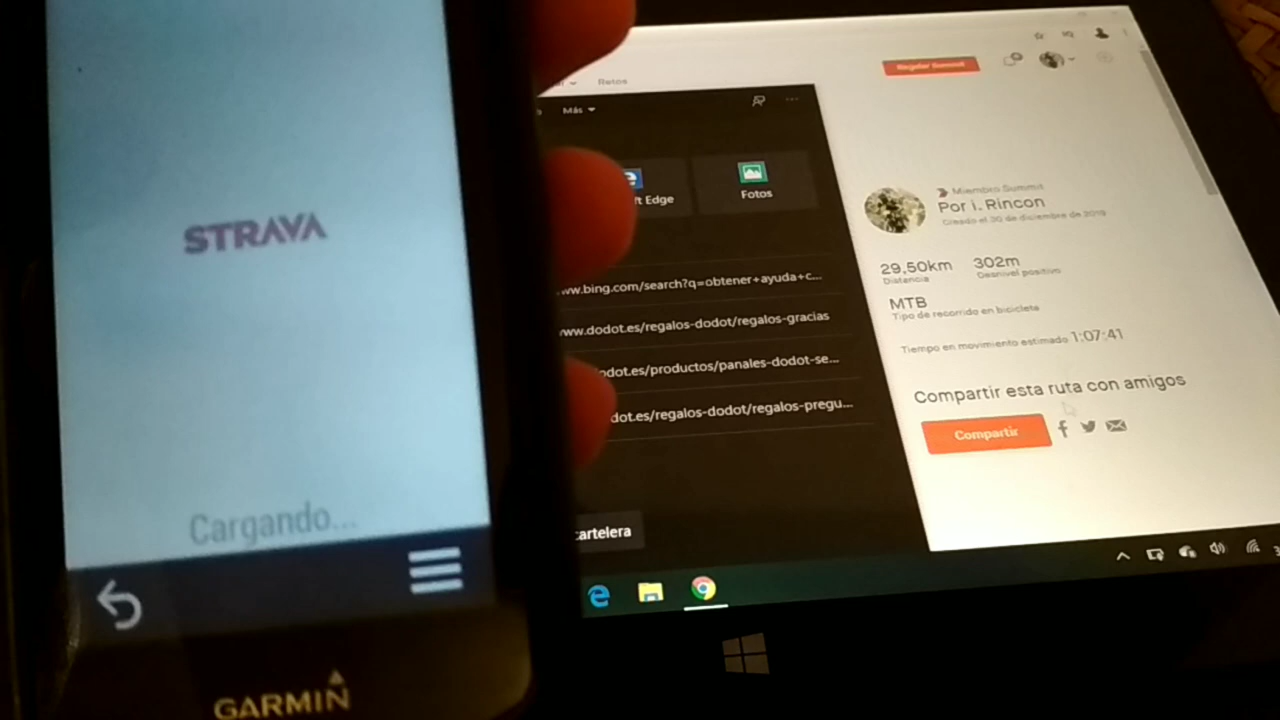 STRAVA
Cargando...
GARMIN
Retos
Regalar Summit
Más
t Edge
Fotos
ww.bing.com/search?q=obtener+ayuda+c...
www.dodot.es/regalos-dodot/regalos-gracias
odot.es/productos/panales-dodot-se...
dot.es/regalos-dodot/regalos-pregu...
cartelera
Miembro Summit
Por i. Rincon
Creado el 30 de diciembre de 2019
29,50km 302m
Distancia Desnivel positivo
MTB
Tipo de recorrido en bicicleta
Tiempo en movimiento estimado 1:07:41
Compartir esta ruta con amigos
Compartir